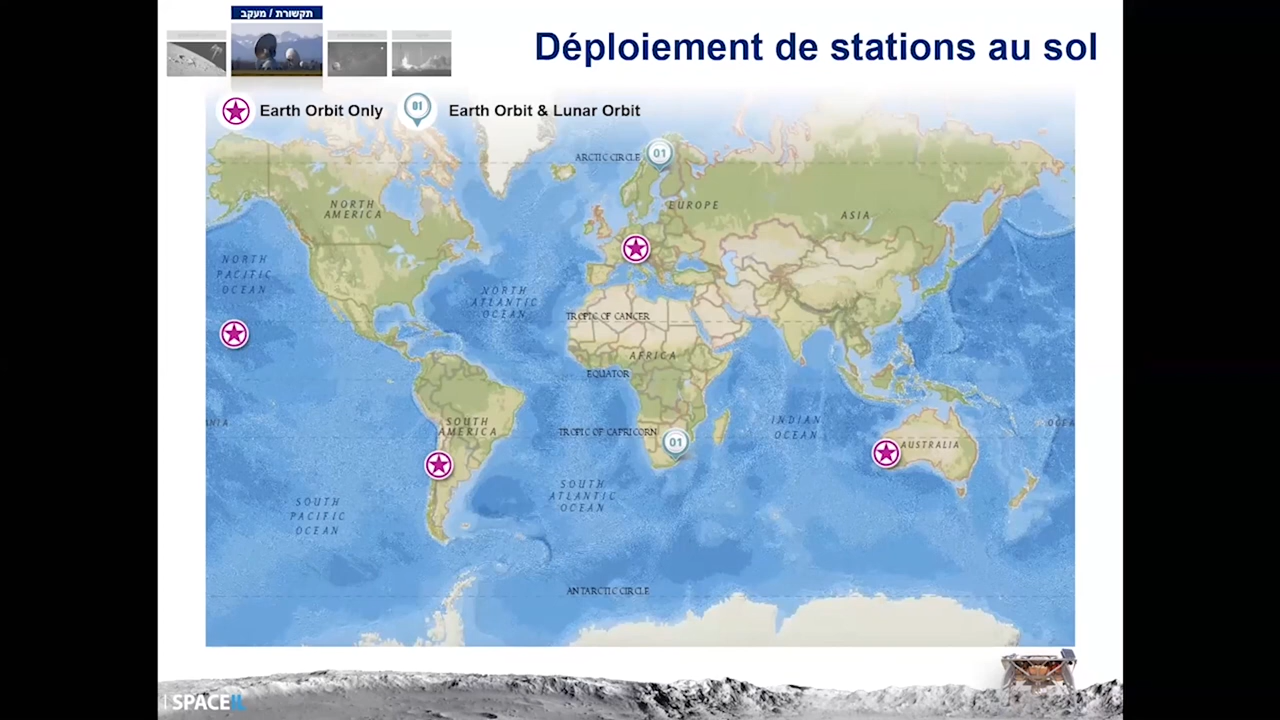 תקשורת / מעקב
Déploiement de stations au sol
Earth Orbit Only
01
Earth Orbit & Lunar Orbit
ARCTIC CIRCLE
01
NORTH
AMERICA
EUROPE
ASIA
NORTH
PACIFIC
OCEAN
NORTH
ATLANTIC
OCEAN
TROPIC OF CANCER
AFRICA
EQUATOR
SOUTH
AMERICA
TROPIC OF CAPRICORN
01
INDIAN
OCEAN
AUSTRALIA
SOUTH
PACIFIC
OCEAN
SOUTH
ATLANTIC
OCEAN
ANTARCTIC CIRCLE
SPACEIL